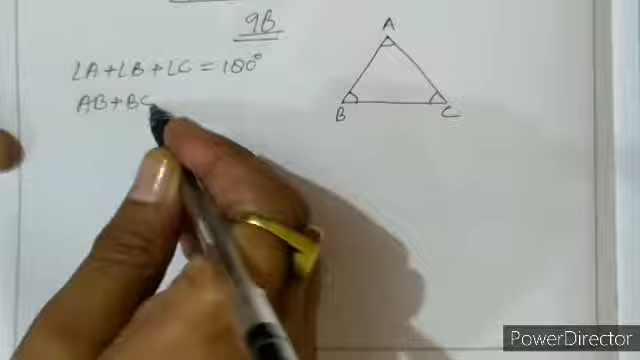 9B
∠A+∠B+∠C=180°
AB+BC
A
B
C
PowerDirector